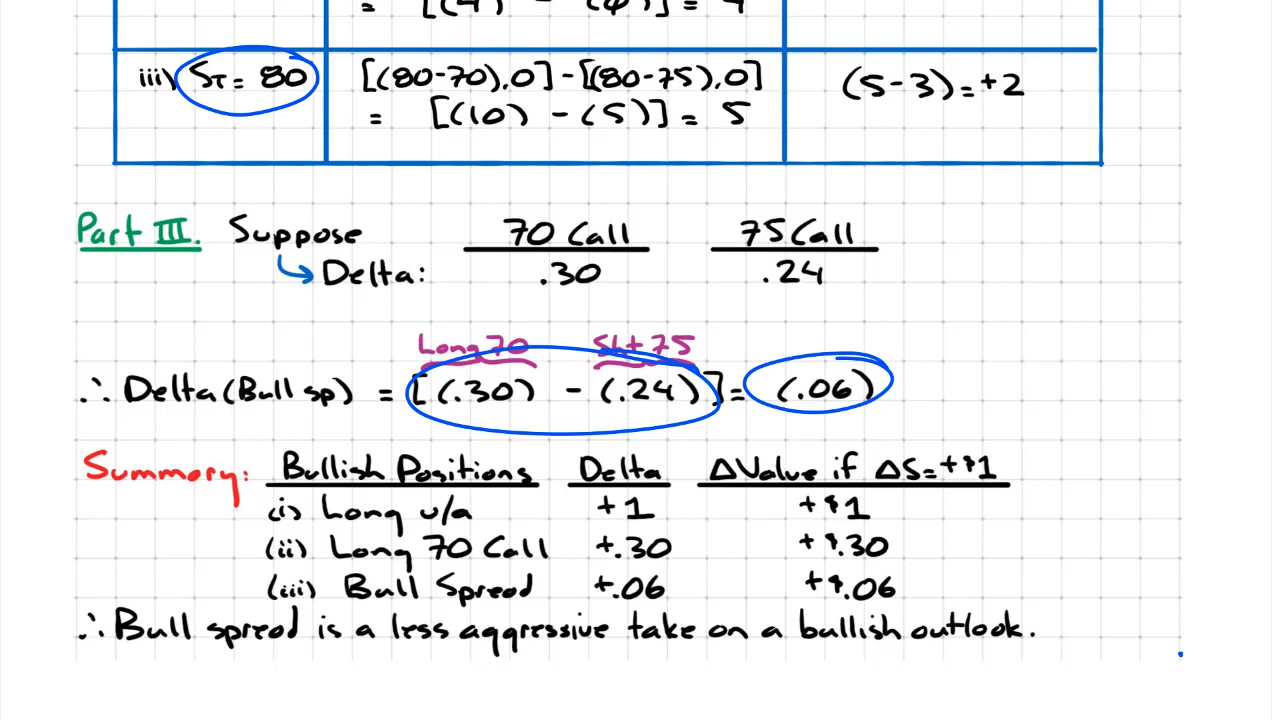 = [(4) - (0)] = 4
iii) ST = 80
[(80-70),0] - [(80-75),0]
= [(10) - (5)] = 5
(5-3) = +2
Part III. Suppose 70 Call 75 Call
Delta: .30 .24
Long 70 Sht 75
∴ Delta (Bull sp) = [(.30) - (.24)] = (.06)
Summary: Bullish Positions Delta ΔValue if ΔS=+$1
(i) Long u/a +1 +$1
(ii) Long 70 Call +.30 +$.30
(iii) Bull Spread +.06 +$.06
∴ Bull spread is a less aggressive take on a bullish outlook.